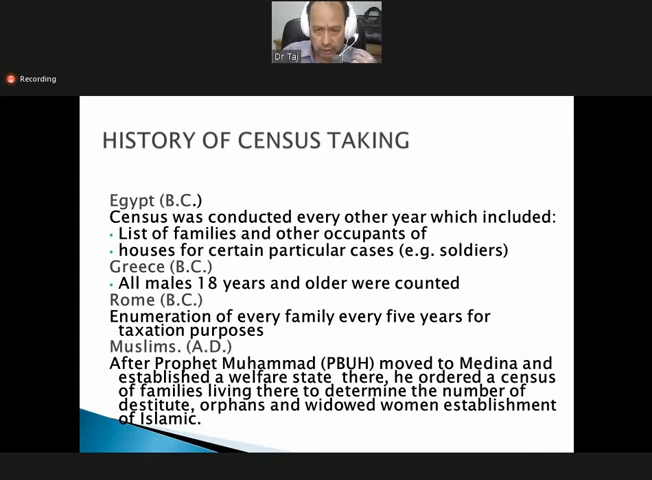 Dr Taj
Recording
HISTORY OF CENSUS TAKING
Egypt (B.C.)
Census was conducted every other year which included:
• List of families and other occupants of
• houses for certain particular cases (e.g. soldiers)
Greece (B.C.)
• All males 18 years and older were counted
Rome (B.C.)
Enumeration of every family every five years for
taxation purposes
Muslims. (A.D.)
After Prophet Muhammad (PBUH) moved to Medina and
established a welfare state there, he ordered a census
of families living there to determine the number of
destitute, orphans and widowed women establishment
of Islamic.